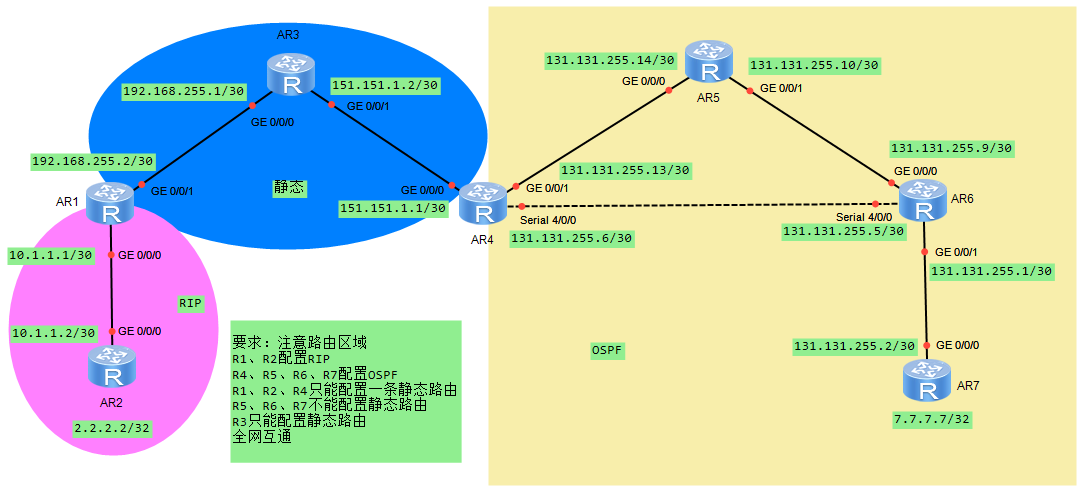 AR3
192.168.255.1/30
151.151.1.2/30
GE 0/0/1
GE 0/0/0
192.168.255.2/30
GE 0/0/1
静态
GE 0/0/0
AR1
151.151.1.1/30
AR4
10.1.1.1/30
GE 0/0/0
RIP
10.1.1.2/30
GE 0/0/0
AR2
2.2.2.2/32
要求：注意路由区域
R1、R2配置RIP
R4、R5、R6、R7配置OSPF
R1、R2、R4只能配置一条静态路由
R5、R6、R7不能配置静态路由
R3只能配置静态路由
全网互通
131.131.255.14/30
131.131.255.10/30
GE 0/0/0
GE 0/0/1
AR5
131.131.255.9/30
131.131.255.13/30
GE 0/0/0
GE 0/0/1
AR6
Serial 4/0/0
Serial 4/0/0
131.131.255.6/30
131.131.255.5/30
GE 0/0/1
131.131.255.1/30
OSPF
131.131.255.2/30
GE 0/0/0
AR7
7.7.7.7/32
R
R
R
R
R
R
R